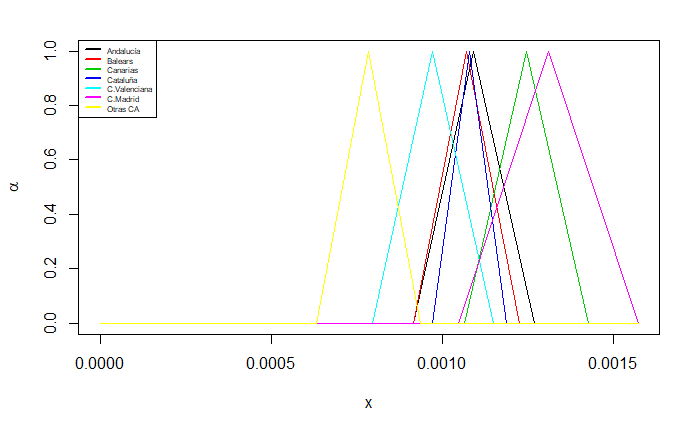 Andalucía
Balears
Canarias
Cataluña
C.Valenciana
C.Madrid
Otras CA
1.0
0.8
0.6
0.4
0.2
0.0
α
0.0000 0.0005 0.0010 0.0015
x